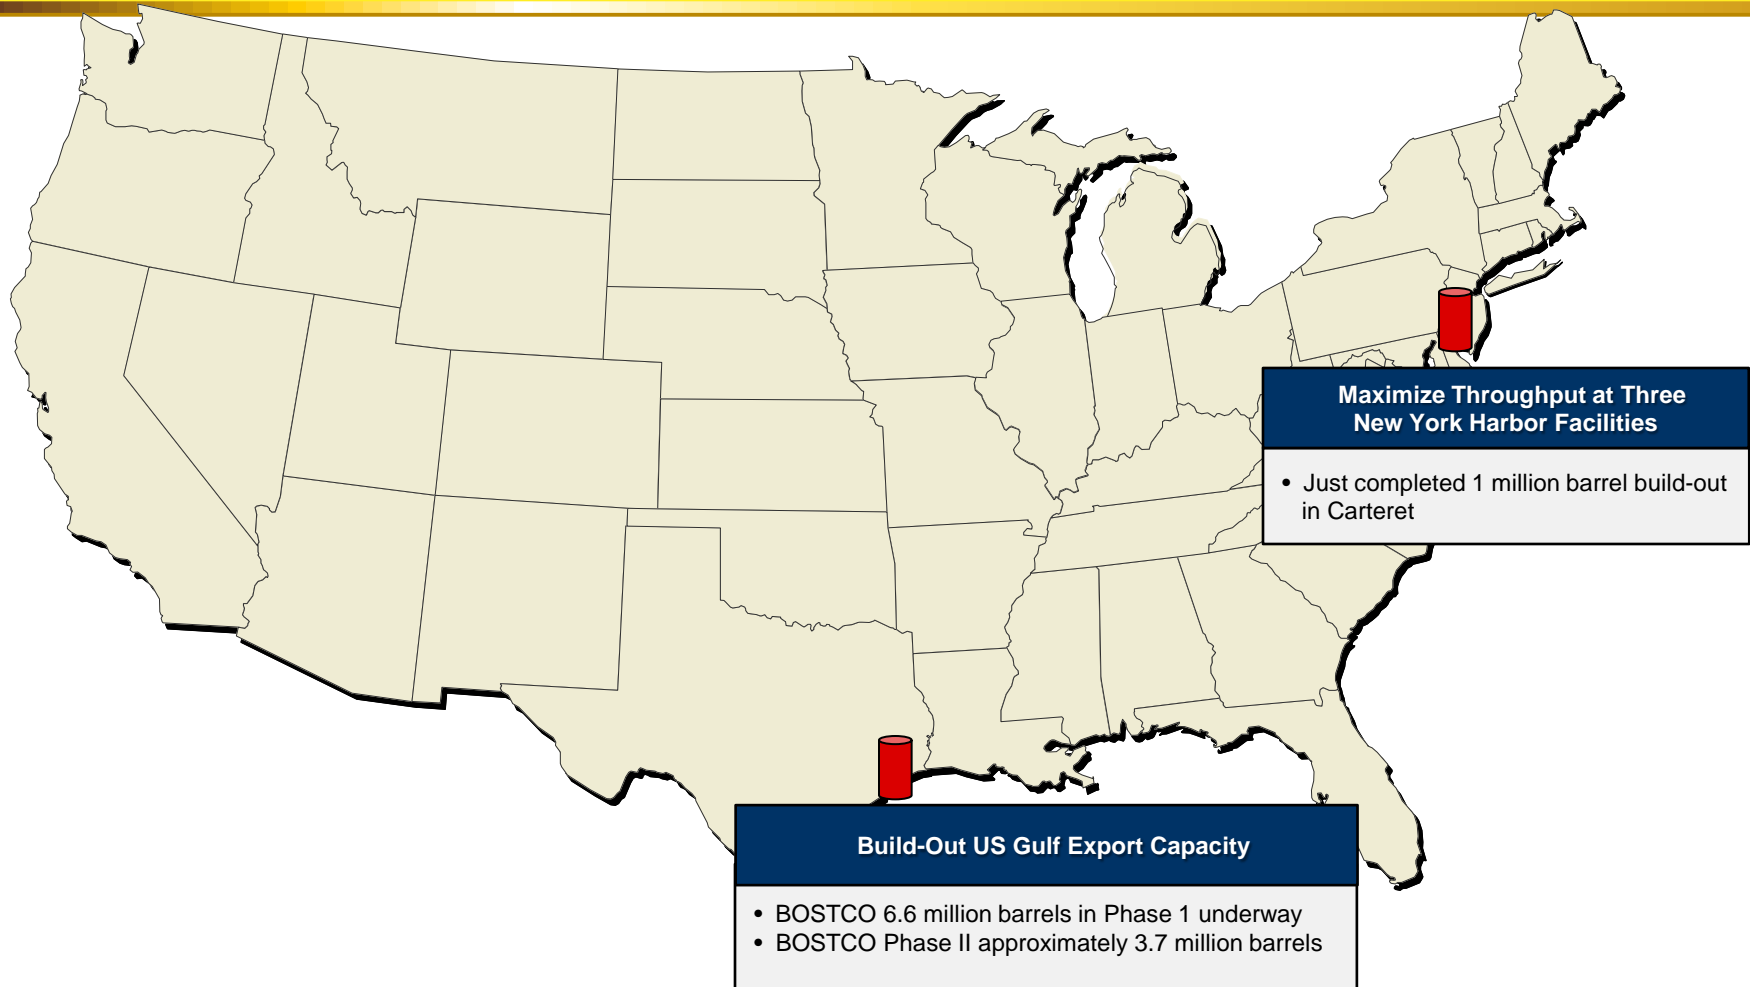 Maximize Throughput at Three
New York Harbor Facilities
• Just completed 1 million barrel build-out
in Carteret
Build-Out US Gulf Export Capacity
• BOSTCO 6.6 million barrels in Phase 1 underway
• BOSTCO Phase II approximately 3.7 million barrels